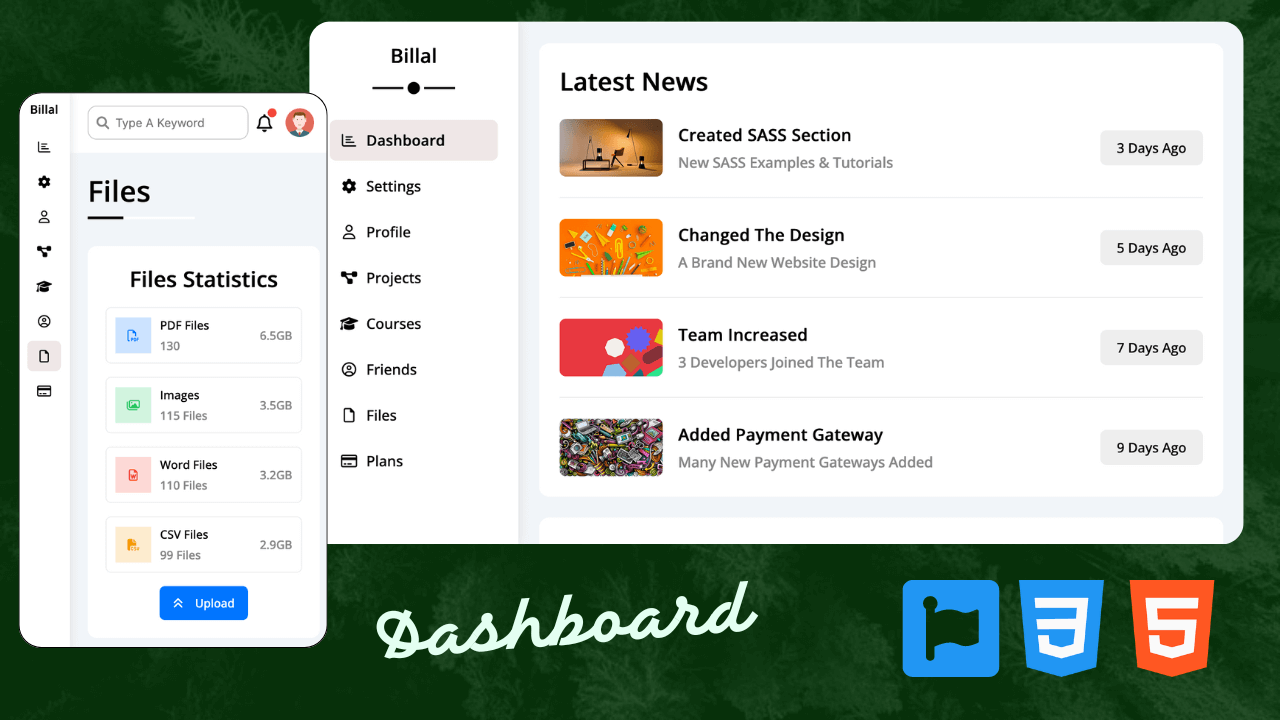 Billal
Type A Keyword
Files
Files Statistics
PDF Files
130
6.5GB
Images
115 Files
3.5GB
Word Files
110 Files
3.2GB
CSV Files
99 Files
2.9GB
Upload
Billal
Dashboard
Settings
Profile
Projects
Courses
Friends
Files
Plans
Latest News
Created SASS Section
New SASS Examples & Tutorials
3 Days Ago
Changed The Design
A Brand New Website Design
5 Days Ago
Team Increased
3 Developers Joined The Team
7 Days Ago
Added Payment Gateway
Many New Payment Gateways Added
9 Days Ago
Dashboard
3
5